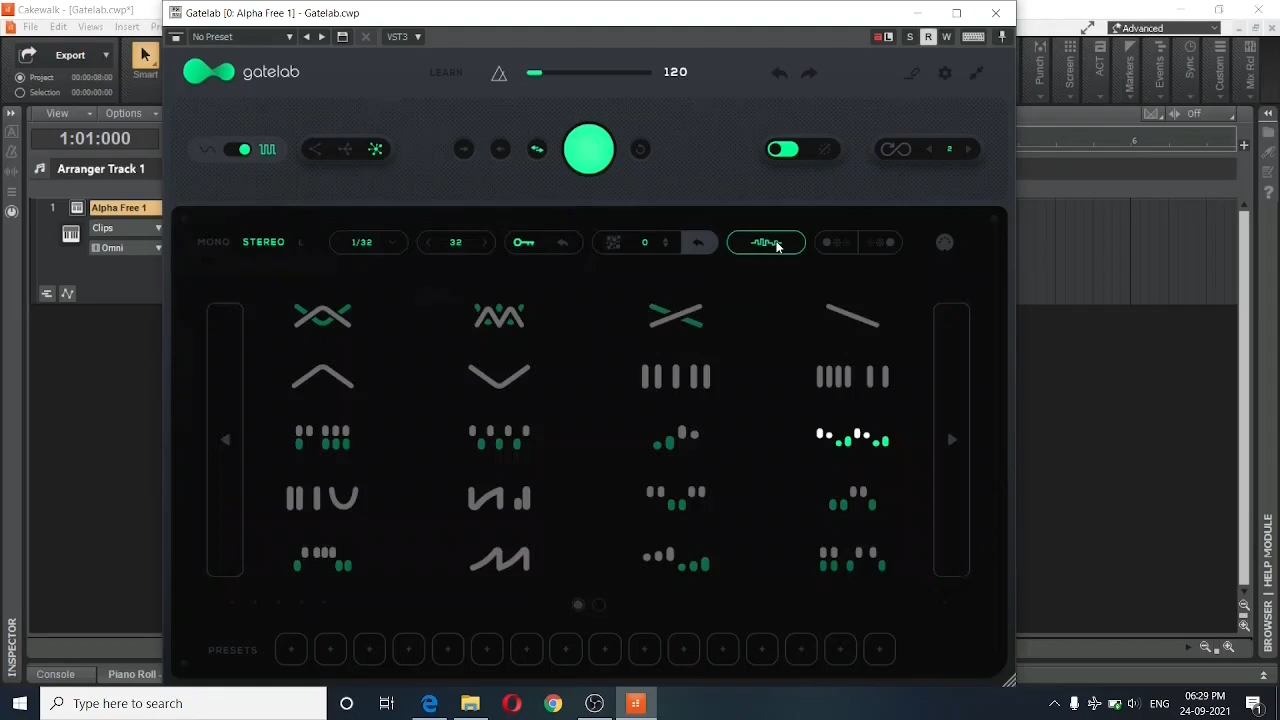 Cakewalk - [Gatelab.cwp*]
Gatelab [0: Alpha Free 1] - Gatelab.cwp
File Edit Views Insert
No Preset
VST3
L S R W
Advanced
Export
Project 00:00:00:00
Selection 00:00:00:00
Smart
gatelab
LEARN
120
Punch
Screen
ACT
Markers
Events
Sync
Custom
Mix Rcl
View Options
Off
1:01:000
6
2
Arranger Track 1
1 Alpha Free 1
Clips
Omni
MONO STEREO L 1/32 32 0
PRESETS
INSPECTOR
BROWSER | HELP MODULE
Console Piano Roll -
Type here to search
06:29 PM
24-09-2021
1